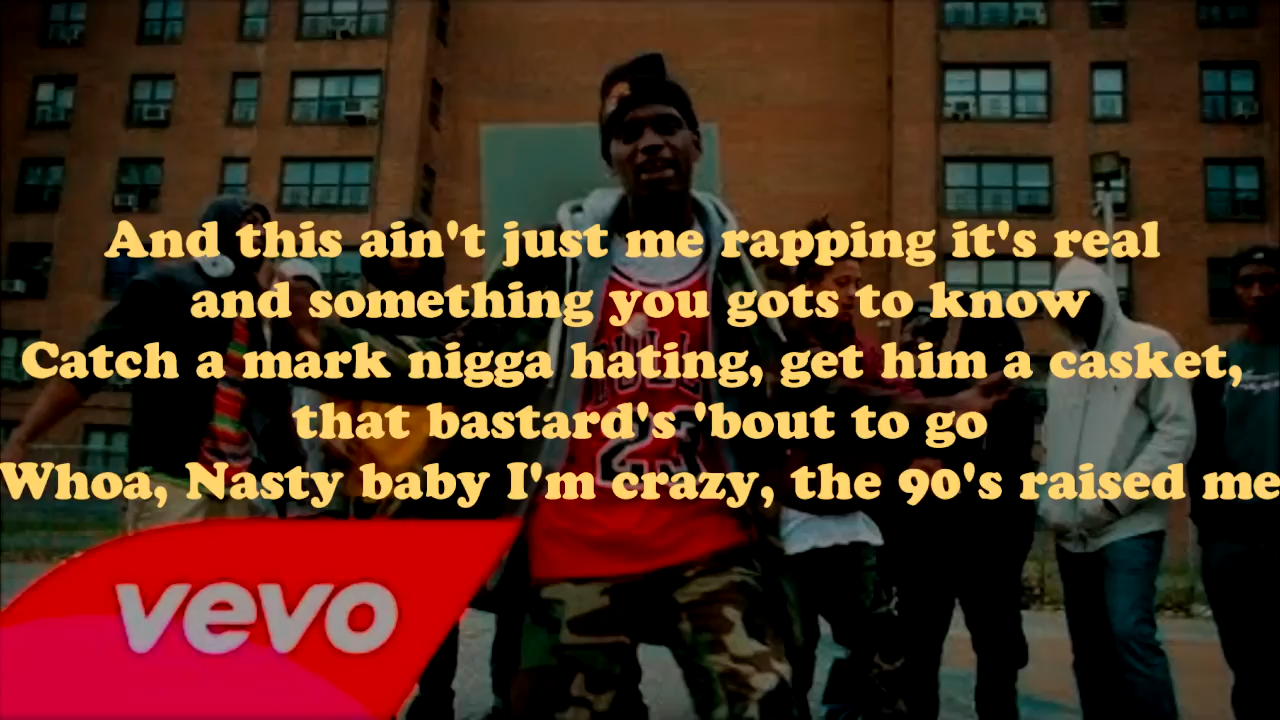 And this ain't just me rapping it's real
and something you gots to know
Catch a mark nigga hating, get him a casket,
that bastard's 'bout to go
Whoa, Nasty baby I'm crazy, the 90's raised me
vevo